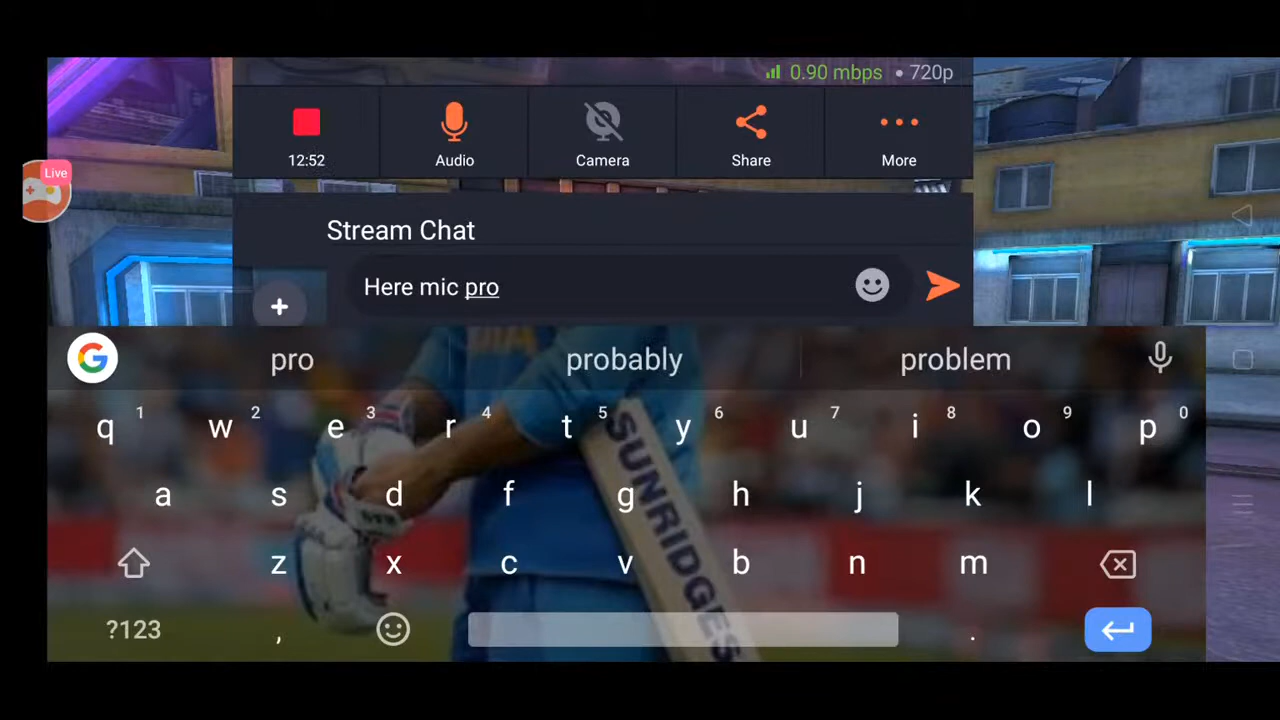 0.90 mbps • 720p
12:52
Audio
Camera
Share
More
Live
Stream Chat
Here mic pro
pro probably problem
q 1 w 2 e 3 r 4 t 5 y 6 u 7 i 8 o 9 p 0
a s d f g h j k l
z x c v b n m
?123 , .
SUNRIDGES